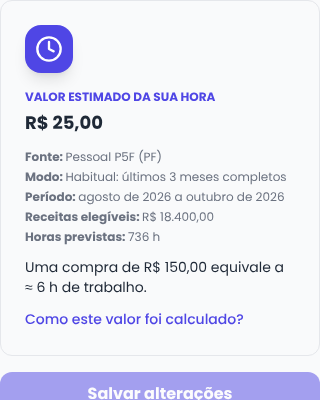 VALOR ESTIMADO DA SUA HORA
R$ 25,00
Fonte: Pessoal P5F (PF)
Modo: Habitual: últimos 3 meses completos
Período: agosto de 2026 a outubro de 2026
Receitas elegíveis: R$ 18.400,00
Horas previstas: 736 h
Uma compra de R$ 150,00 equivale a
≈ 6 h de trabalho.
Como este valor foi calculado?
Salvar alterações